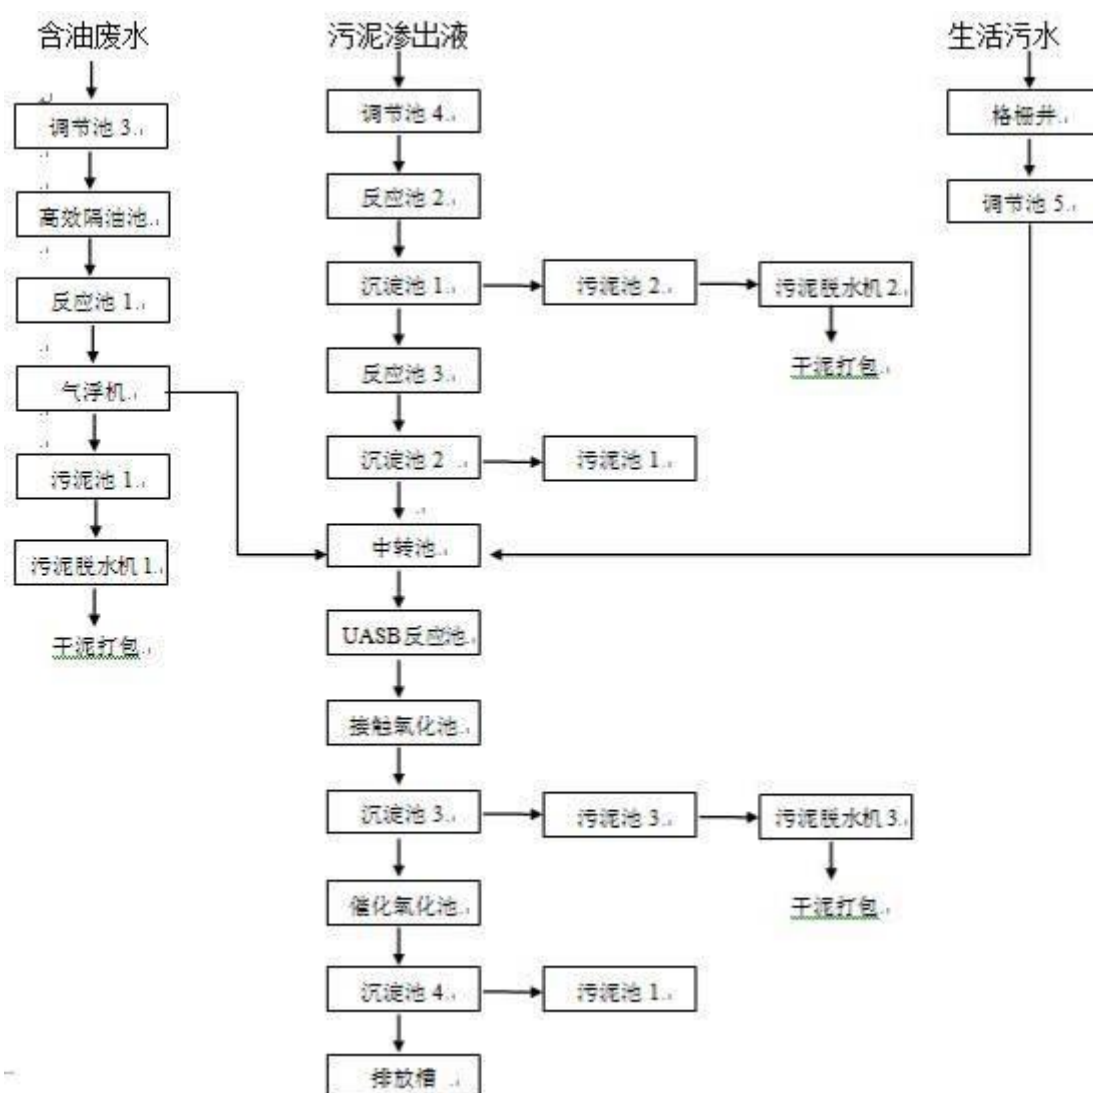 含油废水
污泥渗出液
生活污水
调节池 3
调节池 4
格栅井
高效隔油池
反应池 2
调节池 5
反应池 1
沉淀池 1
污泥池 2
污泥脱水机 2
气浮机
反应池 3
干泥打包
污泥池 1
沉淀池 2
污泥池 1
污泥脱水机 1
中转池
干泥打包
UASB 反应池
接触氧化池
沉淀池 3
污泥池 3
污泥脱水机 3
催化氧化池
干泥打包
沉淀池 4
污泥池 1
排放槽